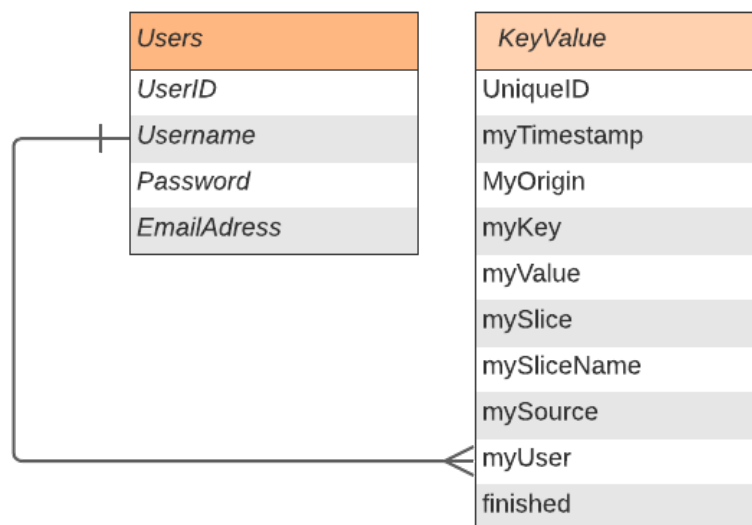 Users
UserID
Username
Password
EmailAdress
KeyValue
UniqueID
myTimestamp
MyOrigin
myKey
myValue
mySlice
mySliceName
mySource
myUser
finished